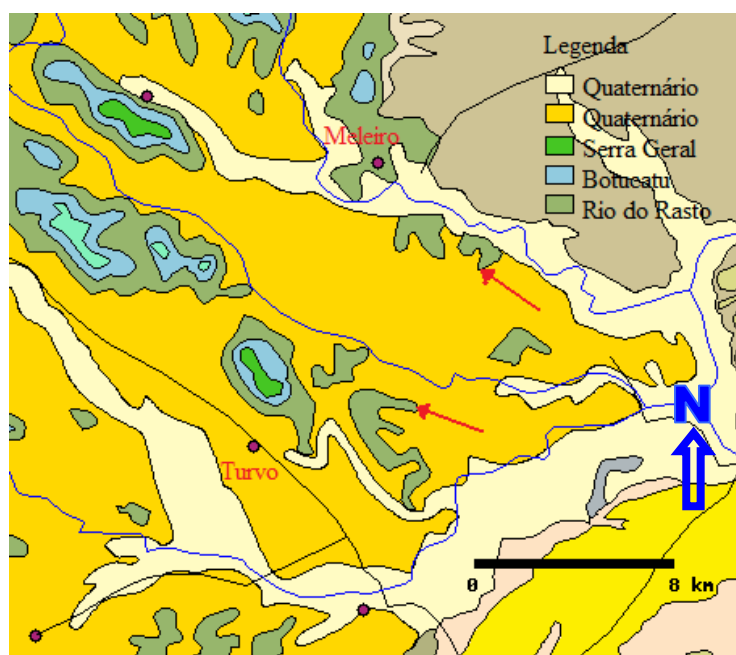 Legenda
Quaternário
Quaternário
Serra Geral
Botucatu
Rio do Rasto
Meleiro
Turvo
N
0 8 km